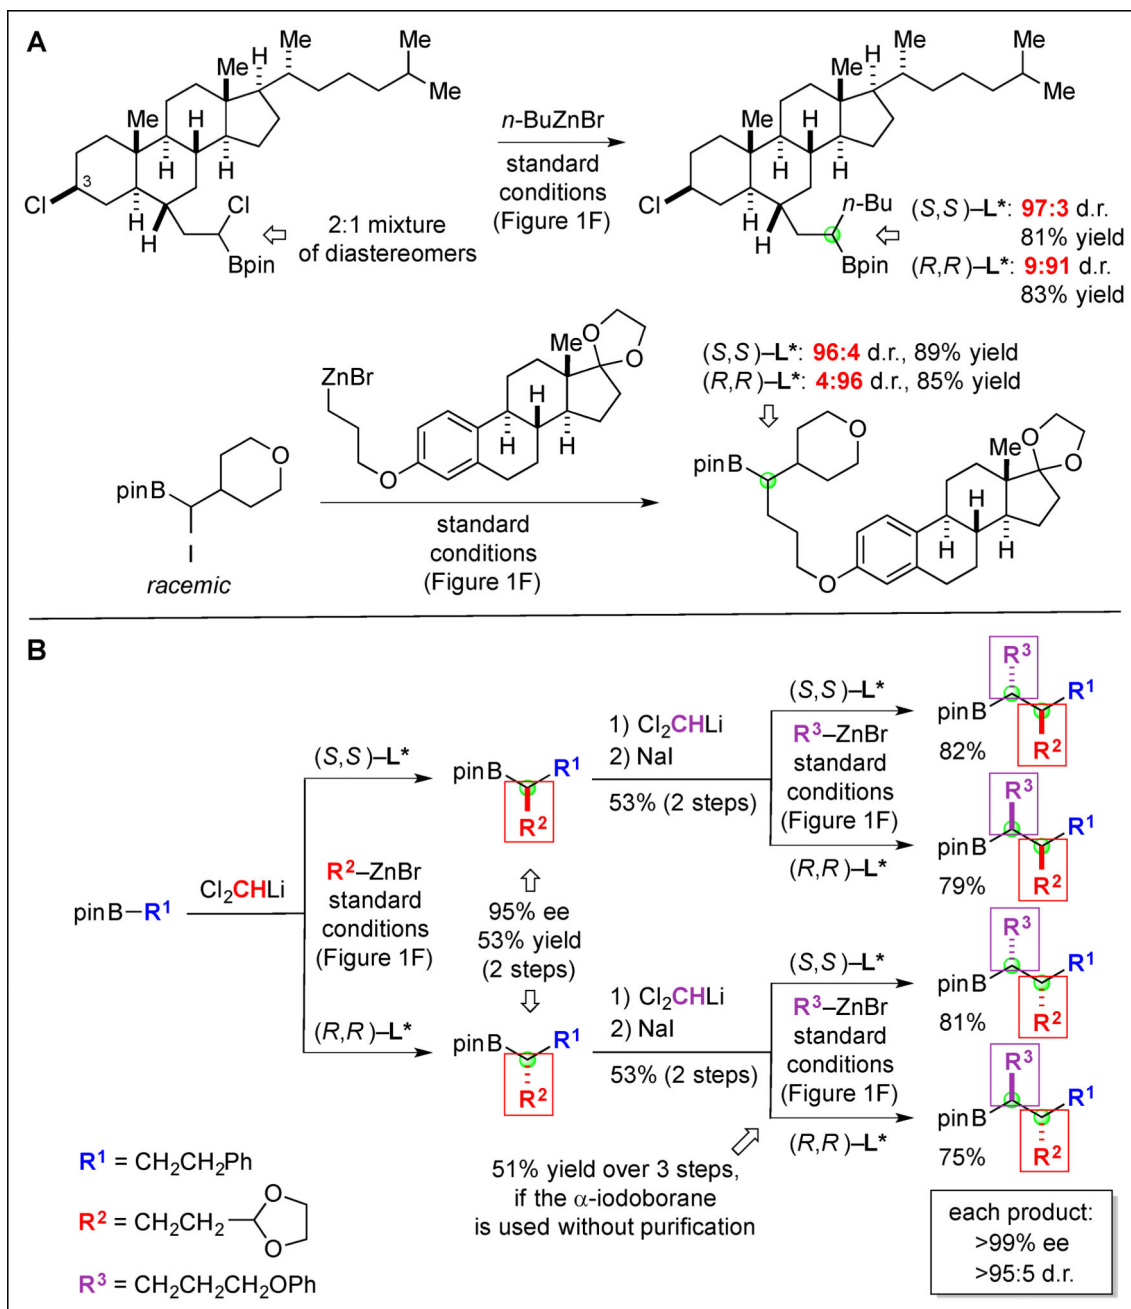 A
Me
H
Me
Me
Me
H
H
H
3
Cl
H
Cl
H
Bpin
2:1 mixture
of diastereomers
n-BuZnBr
standard
conditions
(Figure 1F)
Me
H
Me
Me
Me
H
H
H
Cl
H
n-Bu
H
Bpin
(S,S)–L*: 97:3 d.r.
81% yield
(R,R)–L*: 9:91 d.r.
83% yield
ZnBr
Me
O
O
H
H
H
O
standard
conditions
(Figure 1F)
O
pinB
I
racemic
(S,S)–L*: 96:4 d.r., 89% yield
(R,R)–L*: 4:96 d.r., 85% yield
O
pinB
Me
O
O
H
H
H
O
B
pinB–R¹
Cl₂CHLi
(S,S)–L*
R²–ZnBr
standard
conditions
(Figure 1F)
(R,R)–L*
pinB
R¹
R²
95% ee
53% yield
(2 steps)
pinB
R¹
R²
1) Cl₂CHLi
2) NaI
53% (2 steps)
(S,S)–L*
R³–ZnBr
standard
conditions
(Figure 1F)
(R,R)–L*
R³
R¹
pinB
82%
R²
R³
R¹
pinB
79%
R²
1) Cl₂CHLi
2) NaI
53% (2 steps)
(S,S)–L*
R³–ZnBr
standard
conditions
(Figure 1F)
(R,R)–L*
R³
R¹
pinB
81%
R²
R³
R¹
pinB
75%
R²
51% yield over 3 steps,
if the α-iodoborane
is used without purification
R¹ = CH₂CH₂Ph
R² = CH₂CH₂
O
O
R³ = CH₂CH₂CH₂OPh
each product:
>99% ee
>95:5 d.r.